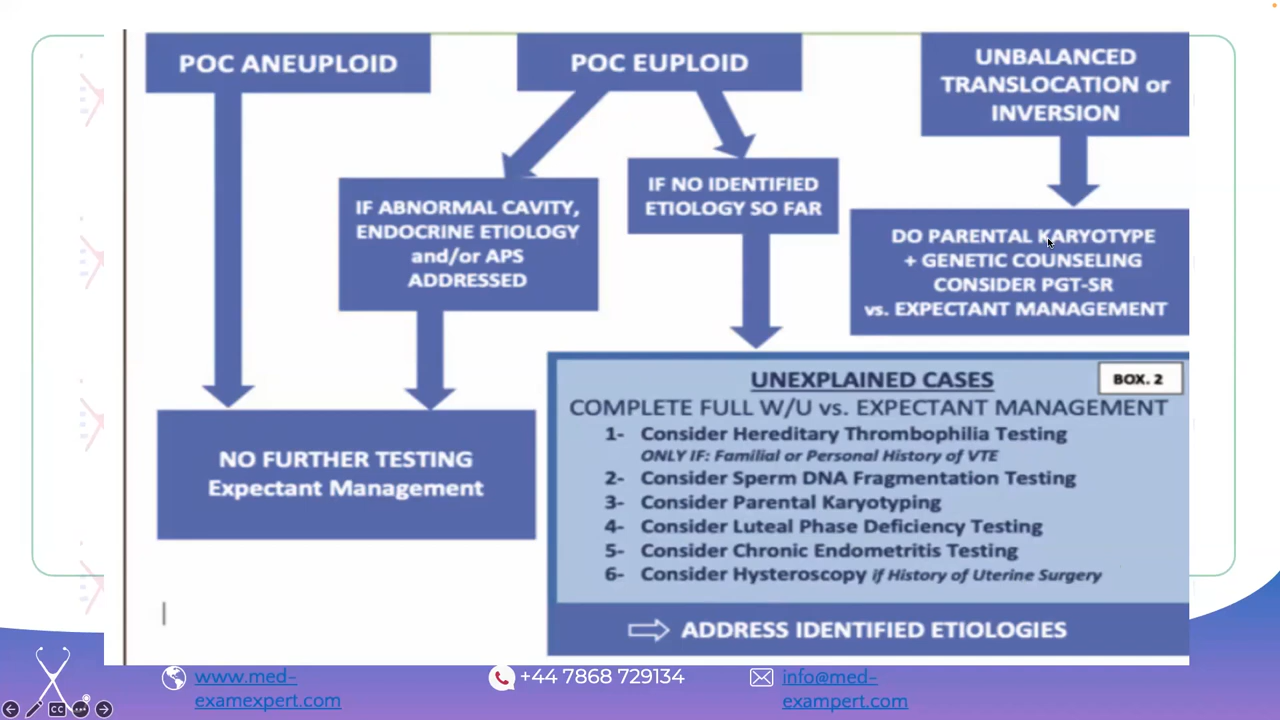 POC ANEUPLOID
POC EUPLOID
UNBALANCED
TRANSLOCATION or
INVERSION
IF ABNORMAL CAVITY,
ENDOCRINE ETIOLOGY
and/or APS
ADDRESSED
IF NO IDENTIFIED
ETIOLOGY SO FAR
DO PARENTAL KARYOTYPE
+ GENETIC COUNSELING
CONSIDER PGT-SR
vs. EXPECTANT MANAGEMENT
NO FURTHER TESTING
Expectant Management
UNEXPLAINED CASES
BOX. 2
COMPLETE FULL W/U vs. EXPECTANT MANAGEMENT
1- Consider Hereditary Thrombophilia Testing
ONLY IF: Familial or Personal History of VTE
2- Consider Sperm DNA Fragmentation Testing
3- Consider Parental Karyotyping
4- Consider Luteal Phase Deficiency Testing
5- Consider Chronic Endometritis Testing
6- Consider Hysteroscopy if History of Uterine Surgery
ADDRESS IDENTIFIED ETIOLOGIES
www.med-
examexpert.com
+44 7868 729134
info@med-
exampert.com
CC